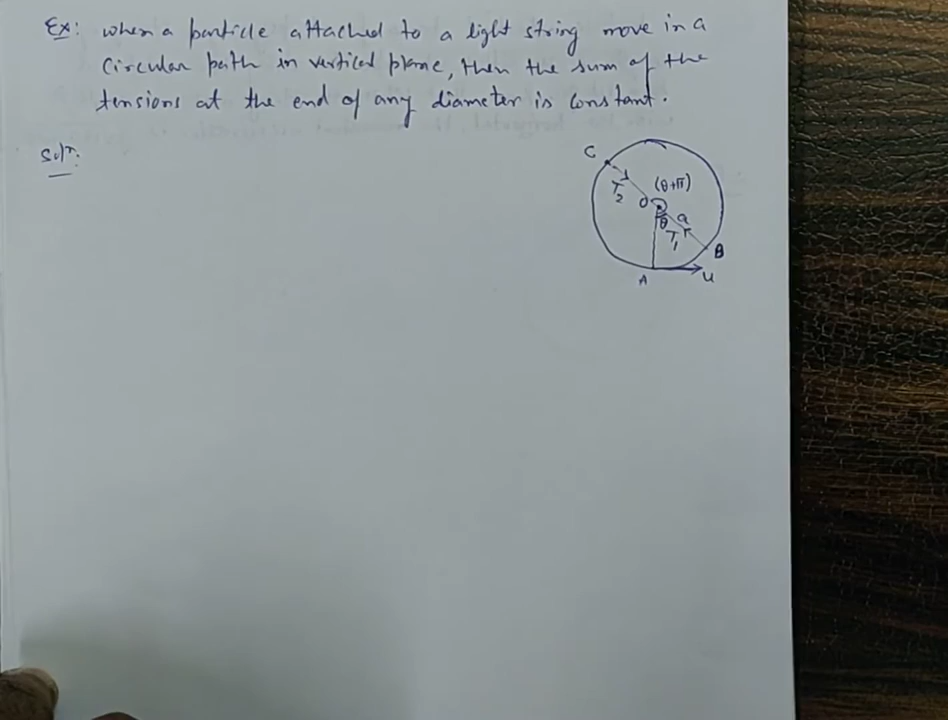 Ex: when a particle attached to a light string move in a
circular path in vertical plane, then the sum of the
tensions at the end of any diameter is constant.
Solⁿ:
C
T₂
(θ+π)
O
θ
a
T₁
B
A
u